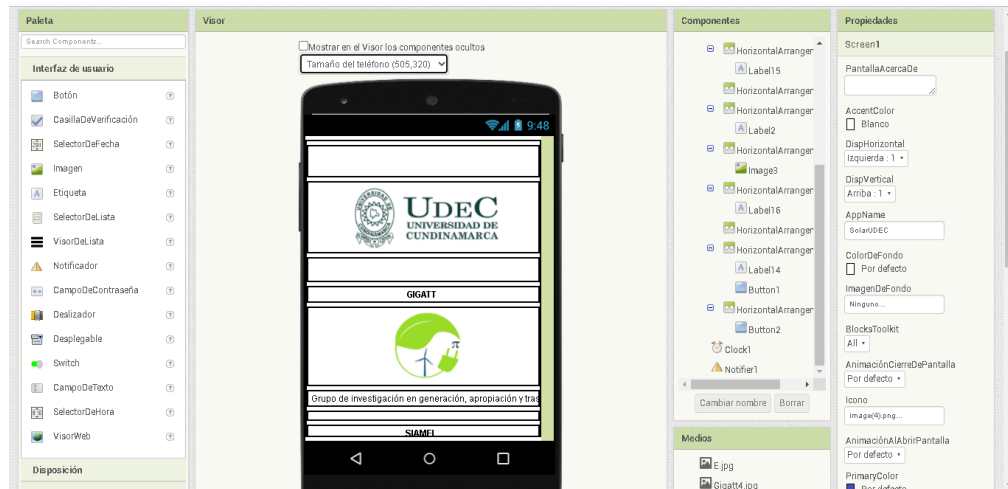 Paleta
Search Components...
Interfaz de usuario
Botón
CasillaDeVerificación
SelectorDeFecha
Imagen
Etiqueta
SelectorDeLista
VisorDeLista
Notificador
CampoDeContraseña
Deslizador
Desplegable
Switch
CampoDeTexto
SelectorDeHora
VisorWeb
Disposición
Visor
Mostrar en el Visor los componentes ocultos
Tamaño del teléfono (505,320)
9:48
UDEC
UNIVERSIDAD DE
CUNDINAMARCA
GIGATT
π
Grupo de investigación en generación, apropiación y tras
SIAMFI
Componentes
HorizontalArranger
Label15
HorizontalArranger
HorizontalArranger
Label2
HorizontalArranger
Image3
HorizontalArranger
Label16
HorizontalArranger
HorizontalArranger
Label14
Button1
HorizontalArranger
Button2
Clock1
Notifier1
Cambiar nombre
Borrar
Medios
E.jpg
Gigatt4.jpg
Propiedades
Screen1
PantallaAcercaDe
AccentColor
Blanco
DispHorizontal
Izquierda : 1
DispVertical
Arriba : 1
AppName
SolarUDEC
ColorDeFondo
Por defecto
ImagenDeFondo
Ninguno...
BlocksToolkit
All
AnimaciónCierreDePantalla
Por defecto
Icono
image(4).png...
AnimaciónAlAbrirPantalla
Por defecto
PrimaryColor
Por defecto